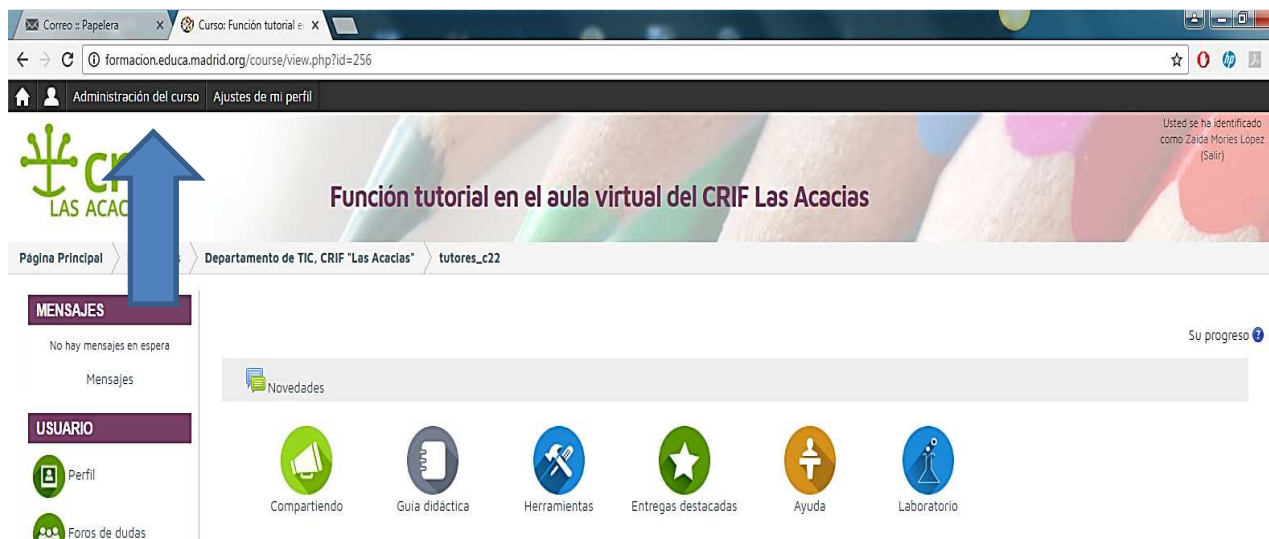 Correo :: Papelera
Curso: Función tutorial e
formacion.educa.madrid.org/course/view.php?id=256
Administración del curso Ajustes de mi perfil
Usted se ha identificado
como Zaida Mories López
(Salir)
LAS
Función tutorial en el aula virtual del CRIF Las Acacias
Página Principal Departamento de TIC, CRIF "Las Acacias" tutores_c22
MENSAJES
No hay mensajes en espera
Mensajes
Su progreso
Novedades
USUARIO
Perfil
Foros de dudas
Compartiendo Guía didáctica Herramientas Entregas destacadas Ayuda Laboratorio